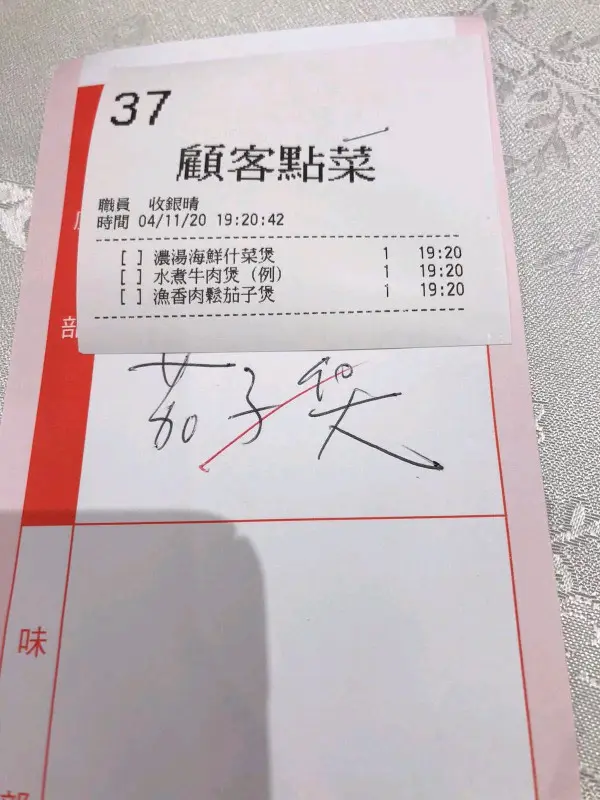 37
顧客點菜
職員 收銀晴
時間 04/11/20 19:20:42
[ ] 濃湯海鮮什菜煲 1 19:20
[ ] 水煮牛肉煲 (例) 1 19:20
[ ] 漁香肉鬆茄子煲 1 19:20
部
茄子煲
味
部